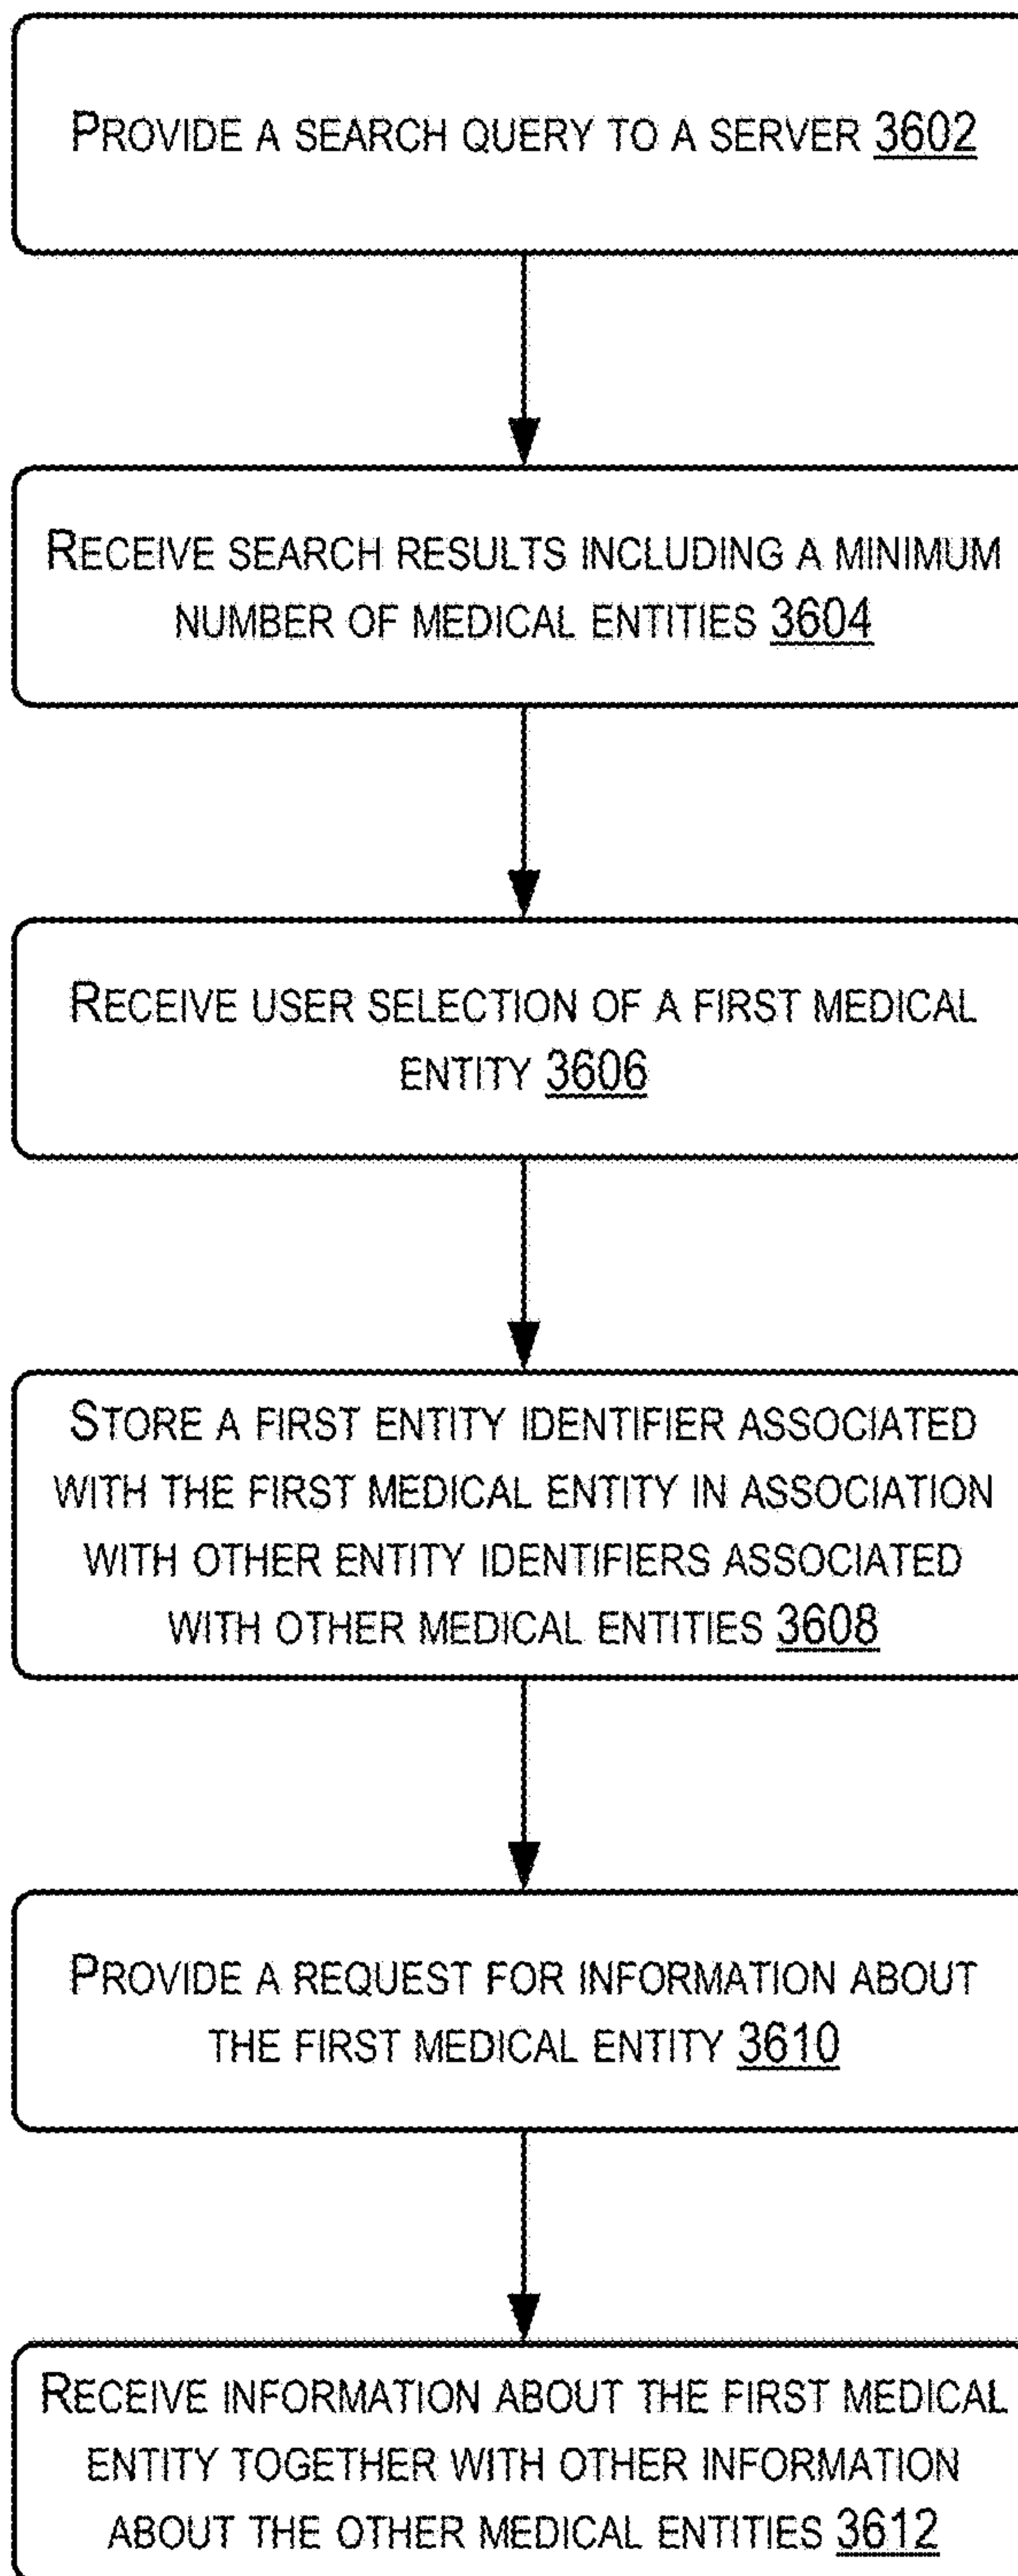 PROVIDE A SEARCH QUERY TO A SERVER 3602
RECEIVE SEARCH RESULTS INCLUDING A MINIMUM
NUMBER OF MEDICAL ENTITIES 3604
RECEIVE USER SELECTION OF A FIRST MEDICAL
ENTITY 3606
STORE A FIRST ENTITY IDENTIFIER ASSOCIATED
WITH THE FIRST MEDICAL ENTITY IN ASSOCIATION
WITH OTHER ENTITY IDENTIFIERS ASSOCIATED
WITH OTHER MEDICAL ENTITIES 3608
PROVIDE A REQUEST FOR INFORMATION ABOUT
THE FIRST MEDICAL ENTITY 3610
RECEIVE INFORMATION ABOUT THE FIRST MEDICAL
ENTITY TOGETHER WITH OTHER INFORMATION
ABOUT THE OTHER MEDICAL ENTITIES 3612